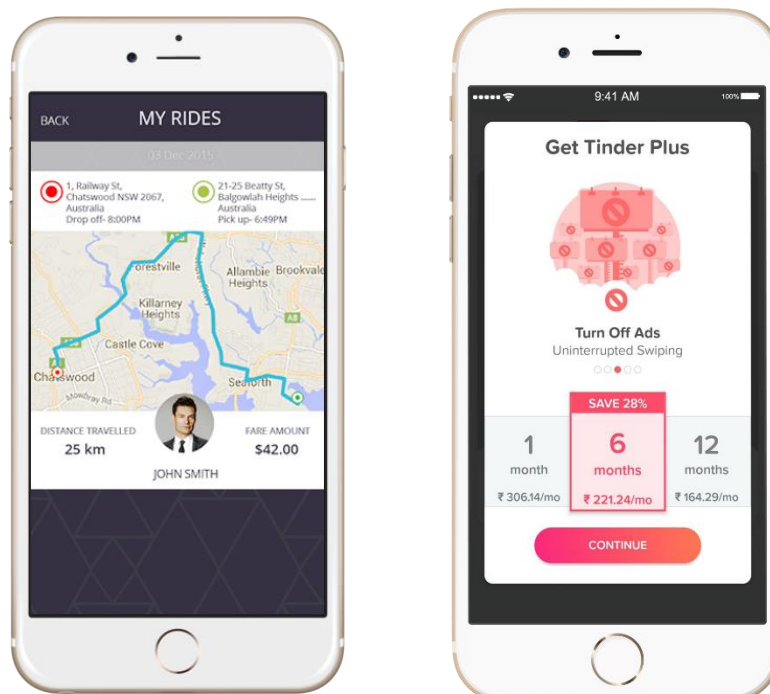 BACK
MY RIDES
03 Dec 2015
1, Railway St,
Chatswood NSW 2067,
Australia
Drop off- 8:00PM
21-25 Beatty St,
Balgowlah Heights ......
Australia
Pick up- 6:49PM
Forestville
Allambie Brookvale
Heights
Killarney
Heights
A8
Castle Cove
Chatswood
Mowbray Rd
Seaforth
DISTANCE TRAVELLED
25 km
FARE AMOUNT
$42.00
JOHN SMITH
9:41 AM
100%
Get Tinder Plus
Turn Off Ads
Uninterrupted Swiping
SAVE 28%
1
month
₹ 306.14/mo
6
months
₹ 221.24/mo
12
months
₹ 164.29/mo
CONTINUE